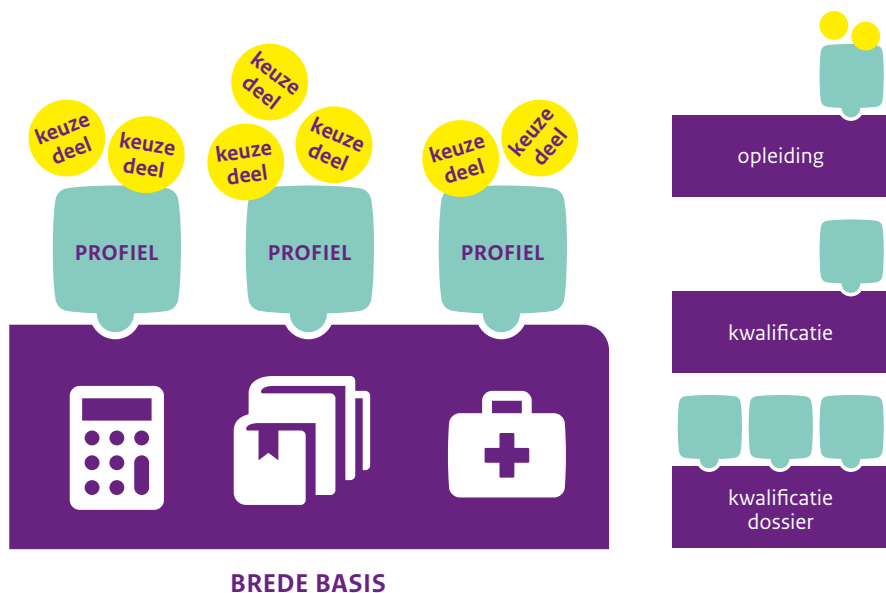 keuze
deel
keuze
deel
keuze
deel
keuze
deel
keuze
deel
keuze
deel
keuze
deel
PROFIEL
PROFIEL
PROFIEL
BREDE BASIS
opleiding
kwalificatie
kwalificatie
dossier